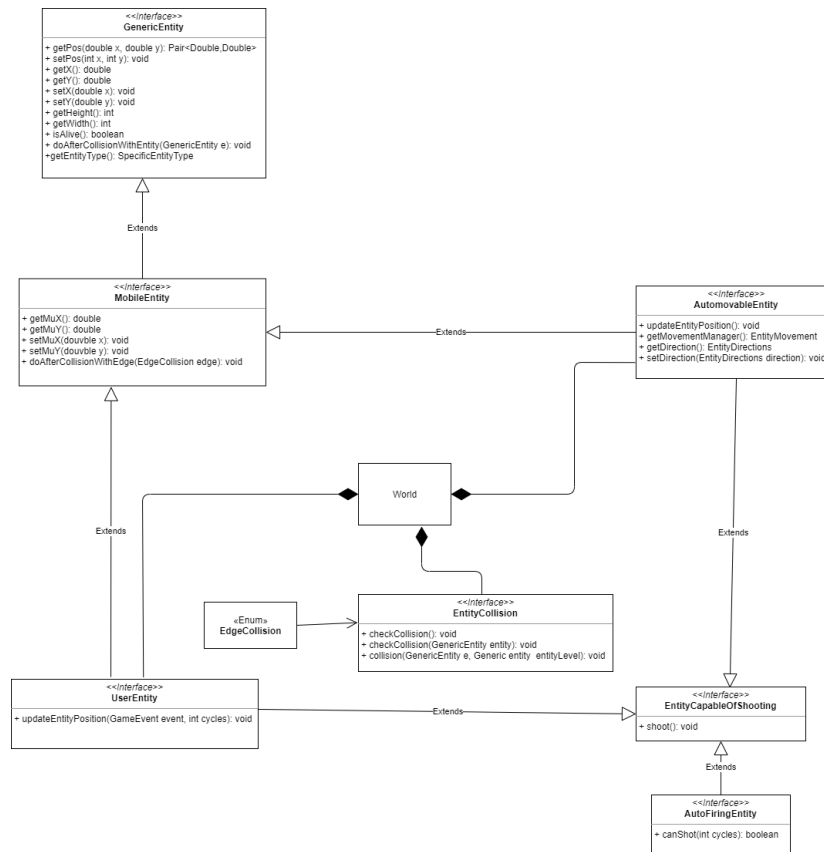 <<Interface>>
GenericEntity
+ getPos(double x, double y): Pair<Double,Double>
+ setPos(int x, int y): void
+ getX(): double
+ getY(): double
+ setX(double x): void
+ setY(double y): void
+ getHeight(): int
+ getWidth(): int
+ isAlive(): boolean
+ doAfterCollisionWithEntity(GenericEntity e): void
+getEntityType(): SpecificEntityType
Extends
<<Interface>>
MobileEntity
+ getMuX(): double
+ getMuY(): double
+ setMuX(douvble x): void
+ setMuY(douvble y): void
+ doAfterCollisionWithEdge(EdgeCollision edge): void
Extends
<<Interface>>
AutomovableEntity
+ updateEntityPosition(): void
+ getMovementManager(): EntityMovement
+ getDirection(): EntityDirections
+ setDirection(EntityDirections direction): void
World
Extends
Extends
«Enum»
EdgeCollision
<<Interface>>
EntityCollision
+ checkCollision(): void
+ checkCollision(GenericEntity entity): void
+ collision(GenericEntity e, Generic entity entityLevel): void
<<Interface>>
UserEntity
+ updateEntityPosition(GameEvent event, int cycles): void
Extends
<<Interface>>
EntityCapableOfShooting
+ shoot(): void
Extends
<<Interface>>
AutoFiringEntity
+ canShot(int cycles): boolean